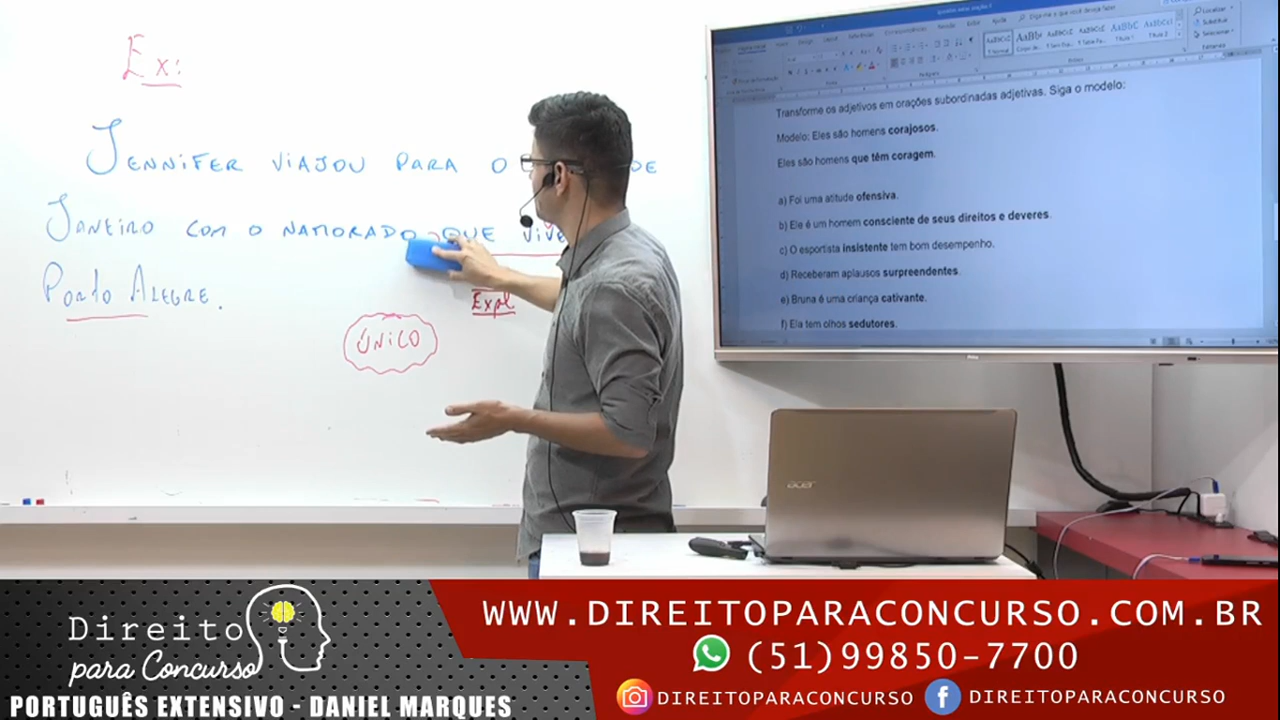 Ex:
JENNIFER VIAJOU PARA O DE
JANEIRO COM O NAMORADO QUE VIVE
PORTO ALEGRE.
Expl
ÚNICO
Transforme os adjetivos em orações subordinadas adjetivas. Siga o modelo:
Modelo: Eles são homens corajosos.
Eles são homens que têm coragem.
a) Foi uma atitude ofensiva.
b) Ele é um homem consciente de seus direitos e deveres.
c) O esportista insistente tem bom desempenho.
d) Receberam aplausos surpreendentes.
e) Bruna é uma criança cativante.
f) Ela tem olhos sedutores.
acer
Direito
para Concurso
PORTUGUÊS EXTENSIVO - DANIEL MARQUES
WWW.DIREITOPARACONCURSO.COM.BR
(51)99850-7700
DIREITOPARACONCURSO DIREITOPARACONCURSO